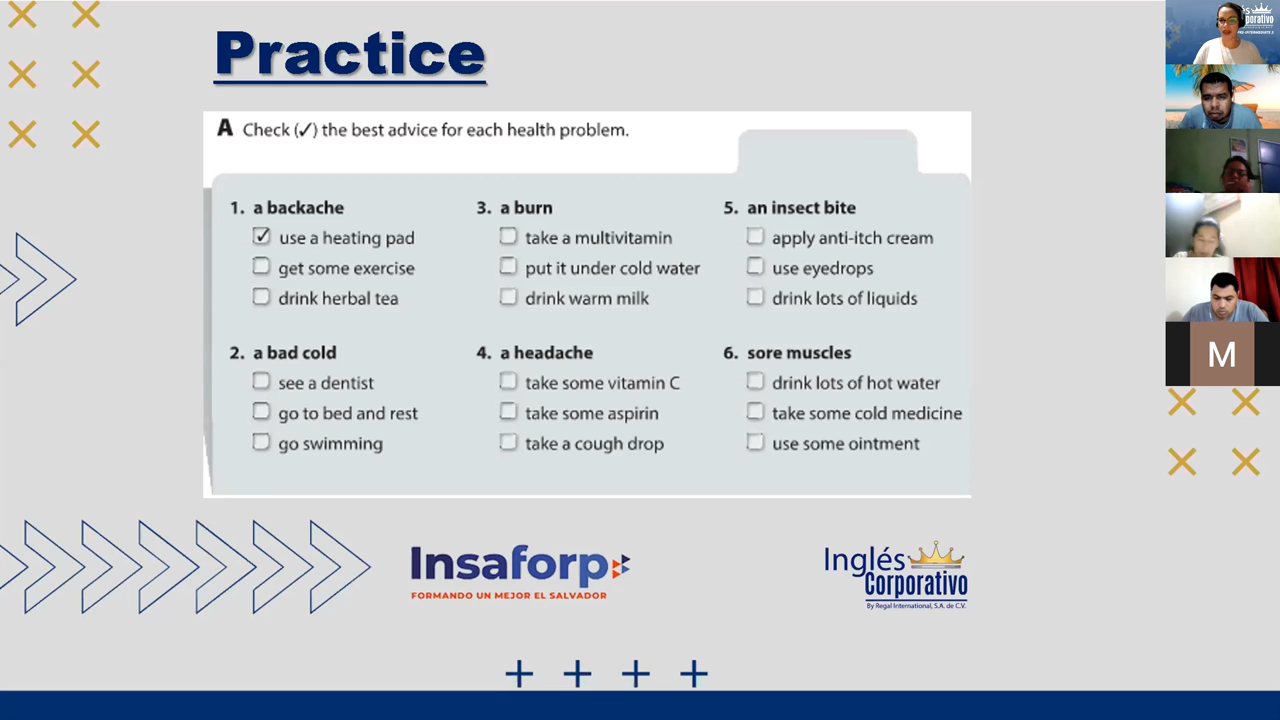 Practice
A Check (✓) the best advice for each health problem.
1. a backache
use a heating pad
get some exercise
drink herbal tea
2. a bad cold
see a dentist
go to bed and rest
go swimming
3. a burn
take a multivitamin
put it under cold water
drink warm milk
4. a headache
take some vitamin C
take some aspirin
take a cough drop
5. an insect bite
apply anti-itch cream
use eyedrops
drink lots of liquids
6. sore muscles
drink lots of hot water
take some cold medicine
use some ointment
Insaforp
FORMANDO UN MEJOR EL SALVADOR
Inglés
Corporativo
By Regal International, S.A. de C.V.
M